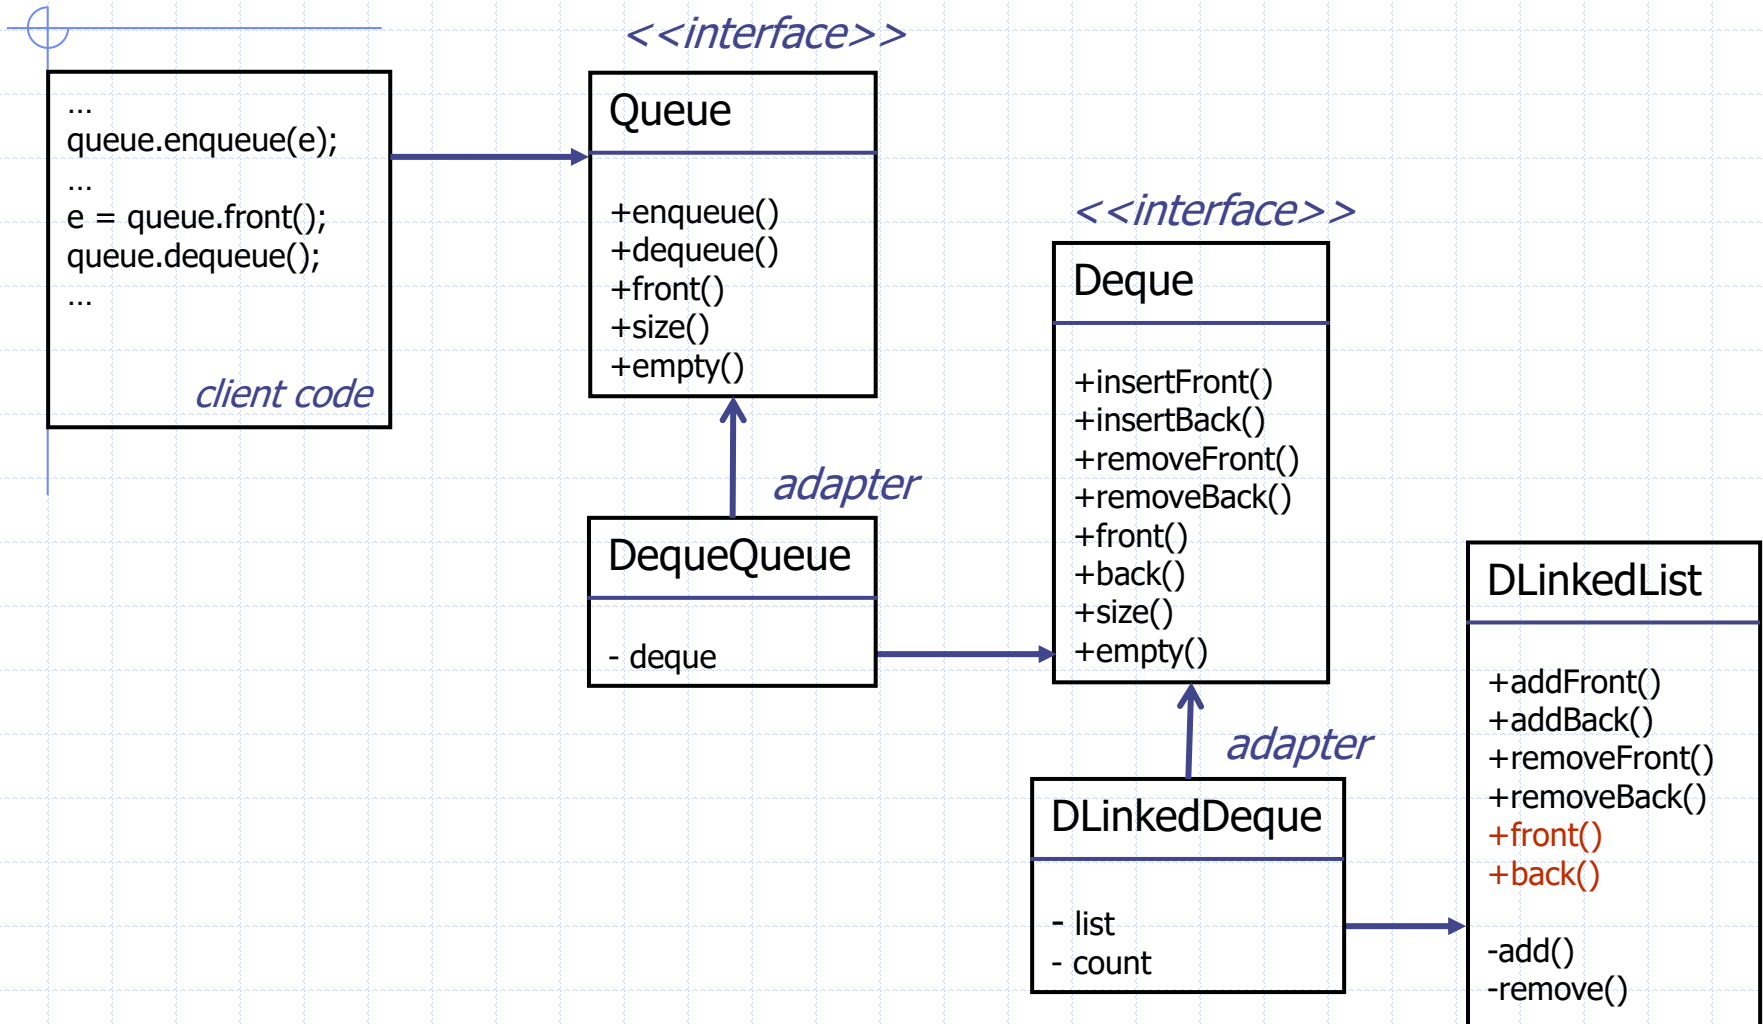 <<interface>>
…
queue.enqueue(e);
…
e = queue.front();
queue.dequeue();
…
client code
Queue
+enqueue()
+dequeue()
+front()
+size()
+empty()
<<interface>>
Deque
+insertFront()
+insertBack()
+removeFront()
+removeBack()
+front()
+back()
+size()
+empty()
adapter
DequeQueue
- deque
adapter
DLinkedDeque
- list
- count
DLinkedList
+addFront()
+addBack()
+removeFront()
+removeBack()
+front()
+back()
-add()
-remove()